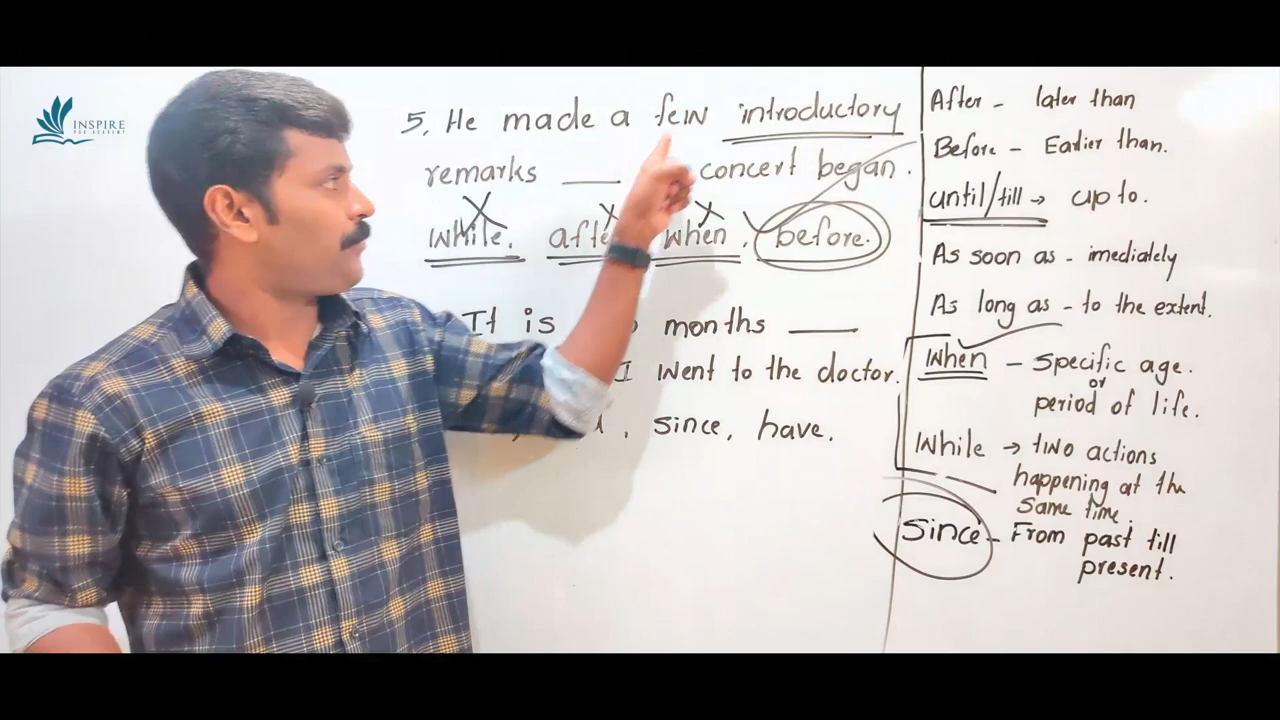 INSPIRE
PSC ACADEMY
5, He made a few introductory
remarks ___ concert began.
while, after when, before.
It is months ___
I went to the doctor.
, since, have.
After - later than
Before - Earlier than.
until/till → up to.
As soon as - imediately
As long as - to the extent.
When - specific age.
or
period of life.
While → two actions
happening at the
same time.
Since - From past till
present.